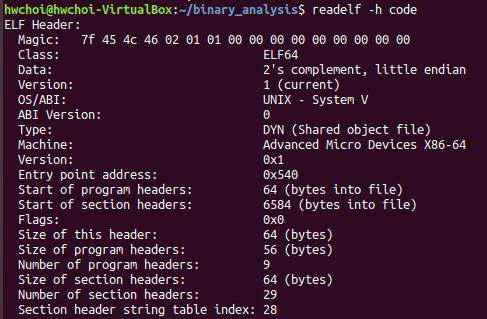 hwchoi@hwchoi-VirtualBox:~/binary_analysis$ readelf -h code
ELF Header:
  Magic:   7f 45 4c 46 02 01 01 00 00 00 00 00 00 00 00 00
  Class:                             ELF64
  Data:                              2's complement, little endian
  Version:                           1 (current)
  OS/ABI:                            UNIX - System V
  ABI Version:                       0
  Type:                              DYN (Shared object file)
  Machine:                           Advanced Micro Devices X86-64
  Version:                           0x1
  Entry point address:               0x540
  Start of program headers:          64 (bytes into file)
  Start of section headers:          6584 (bytes into file)
  Flags:                             0x0
  Size of this header:               64 (bytes)
  Size of program headers:           56 (bytes)
  Number of program headers:         9
  Size of section headers:           64 (bytes)
  Number of section headers:         29
  Section header string table index: 28